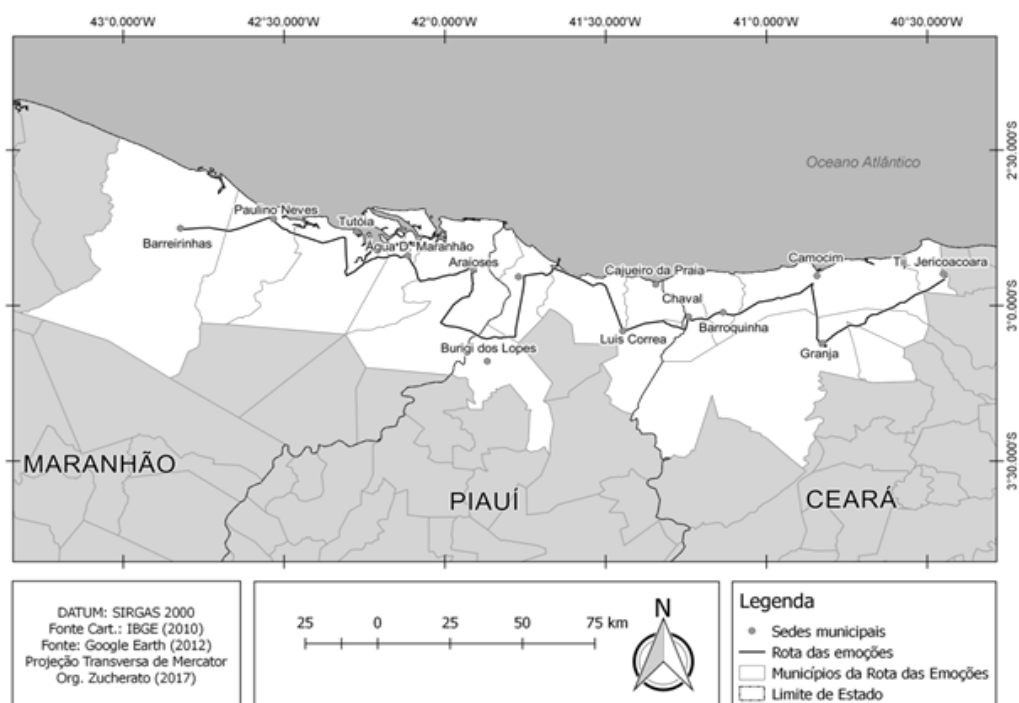 43°0.000'W 42°30.000'W 42°0.000'W 41°30.000'W 41°0.000'W 40°30.000'W
2°30.000'S
Oceano Atlântico
Paulino Neves
Tutóia
Barreirinhas
Água D. Maranhão
Araioses
Cajueiro da Praia
Camocim
T
Jericoacoara
Chaval
3°0.000'S
Luis Correa
Barroquinha
Burigi dos Lopes
Granja
3°30.000'S
MARANHÃO
PIAUÍ
CEARÁ
DATUM: SIRGAS 2000
Fonte Cart.: IBGE (2010)
Fonte: Google Earth (2012)
Projeção Transversa de Mercator
Org. Zucherato (2017)
25 0 25 50 75 km
N
Legenda
Sedes municipais
Rota das emoções
Municípios da Rota das Emoções
Limite de Estado